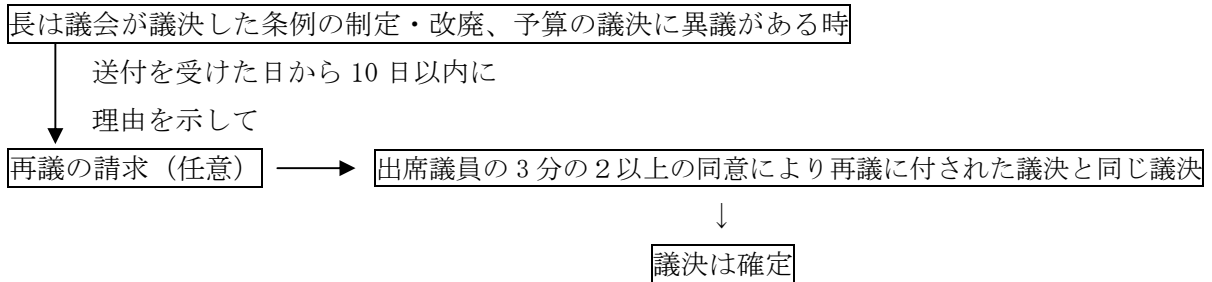 長は議会が議決した条例の制定・改廃、予算の議決に異議がある時
送付を受けた日から 10 日以内に
理由を示して
再議の請求(任意)
出席議員の 3 分の2以上の同意により再議に付された議決と同じ議決
↓
議決は確定